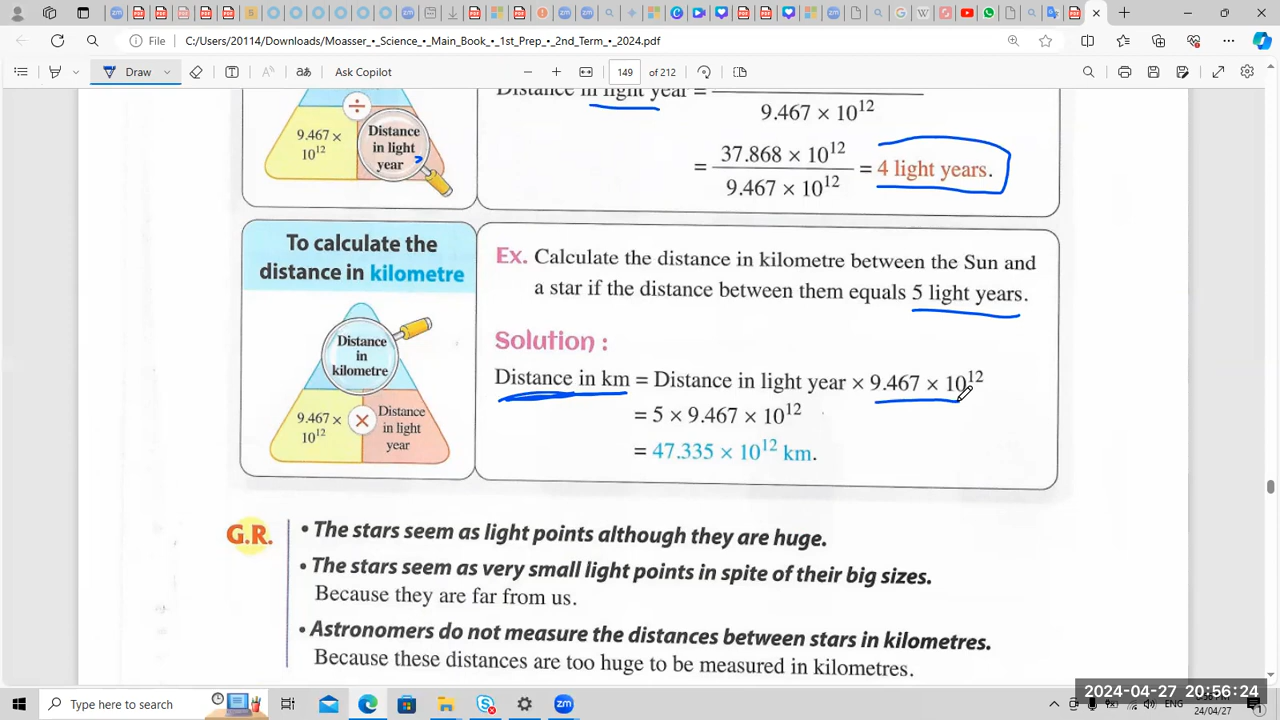 File
C:/Users/20114/Downloads/Moasser_•_Science_•_Main_Book_•_1st_Prep_•_2nd_Term_•_2024.pdf
Draw
Ask Copilot
149 of 212
÷
9.467 ×
10¹²
Distance
in light
year
Distance in light year =
9.467 × 10¹²
= 37.868 × 10¹²
9.467 × 10¹²
= 4 light years.
To calculate the
distance in kilometre
Distance
in
kilometre
9.467 ×
10¹²
×
Distance
in light
year
Ex. Calculate the distance in kilometre between the Sun and
a star if the distance between them equals 5 light years.
Solution :
Distance in km = Distance in light year × 9.467 × 10¹²
= 5 × 9.467 × 10¹²
= 47.335 × 10¹² km.
G.R.
• The stars seem as light points although they are huge.
• The stars seem as very small light points in spite of their big sizes.
Because they are far from us.
• Astronomers do not measure the distances between stars in kilometres.
Because these distances are too huge to be measured in kilometres.
Type here to search
ENG
2024-04-27 20:56:24
24/04/27